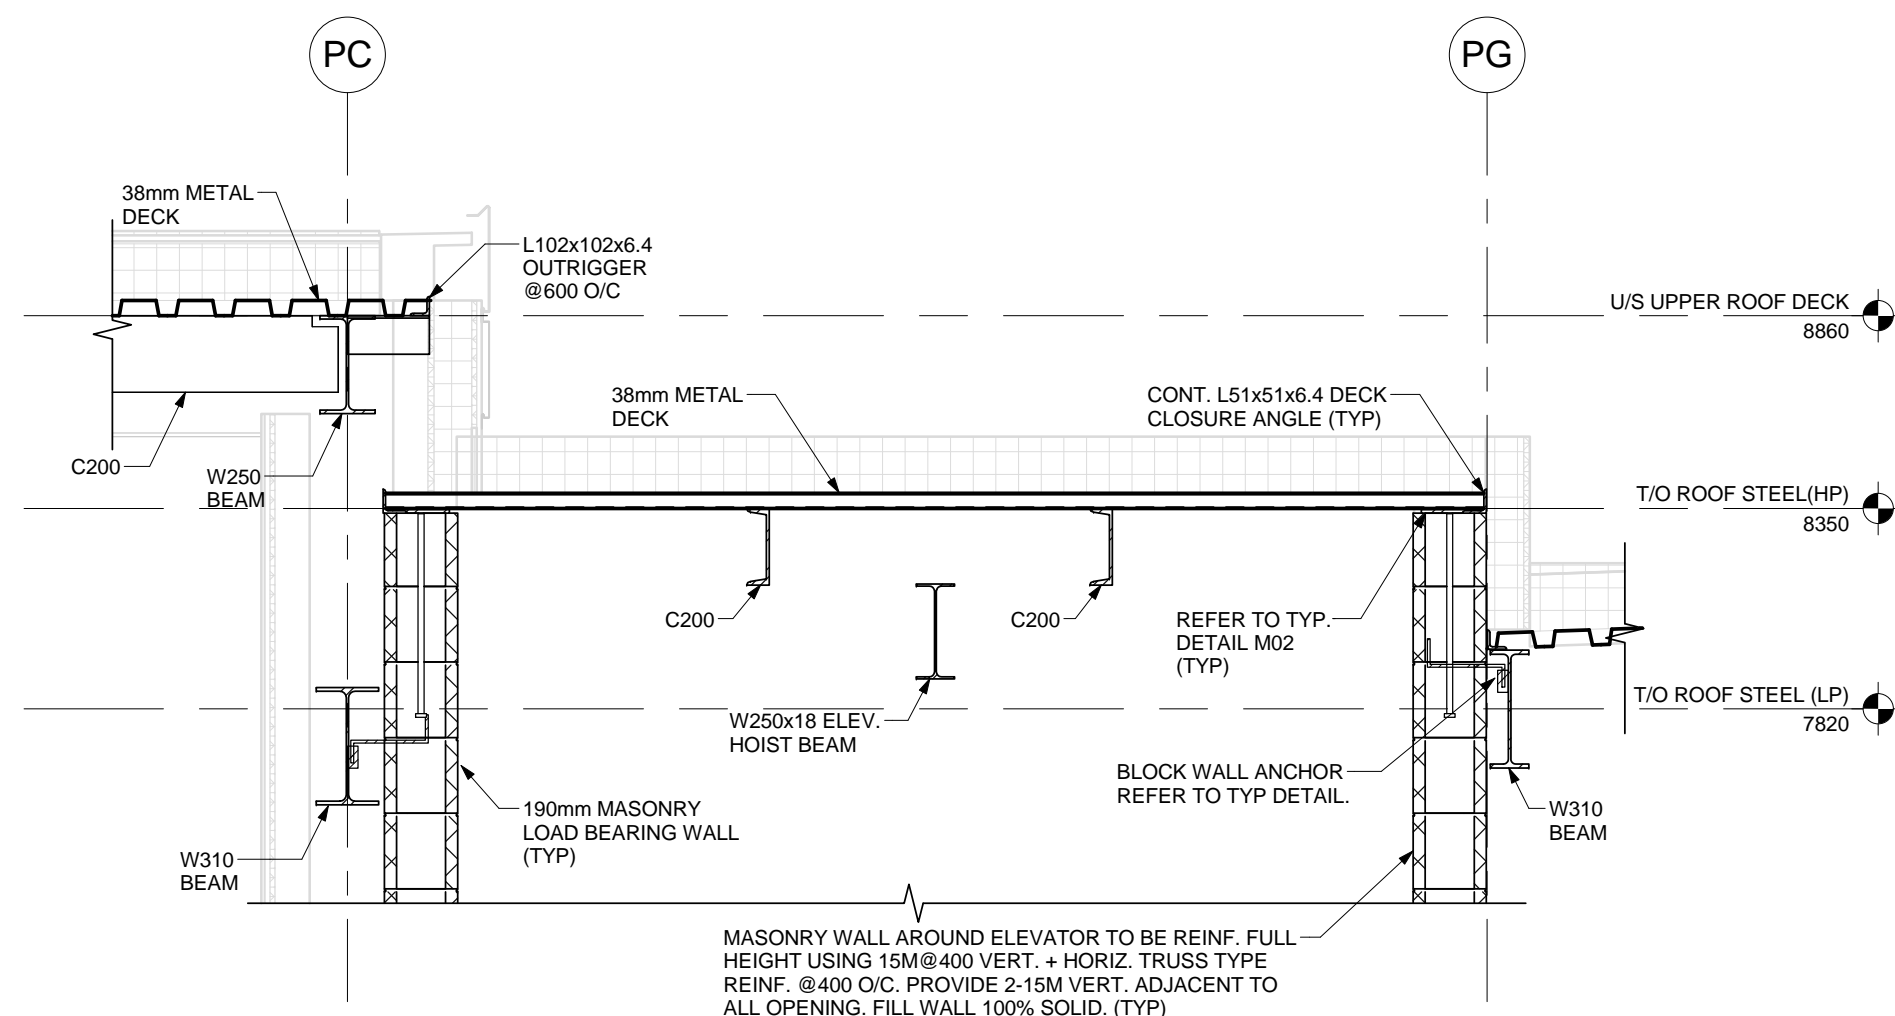 PC
PG
38mm METAL
DECK
L102x102x6.4
OUTRIGGER
@600 O/C
U/S UPPER ROOF DECK
8860
38mm METAL
DECK
CONT. L51x51x6.4 DECK
CLOSURE ANGLE (TYP)
C200
W250
BEAM
T/O ROOF STEEL(HP)
8350
C200
C200
REFER TO TYP.
DETAIL M02
(TYP)
T/O ROOF STEEL (LP)
7820
W250x18 ELEV.
HOIST BEAM
BLOCK WALL ANCHOR
REFER TO TYP DETAIL.
190mm MASONRY
LOAD BEARING WALL
(TYP)
W310
BEAM
W310
BEAM
MASONRY WALL AROUND ELEVATOR TO BE REINF. FULL
HEIGHT USING 15M@400 VERT. + HORIZ. TRUSS TYPE
REINF. @400 O/C. PROVIDE 2-15M VERT. ADJACENT TO
ALL OPENING. FILL WALL 100% SOLID. (TYP)